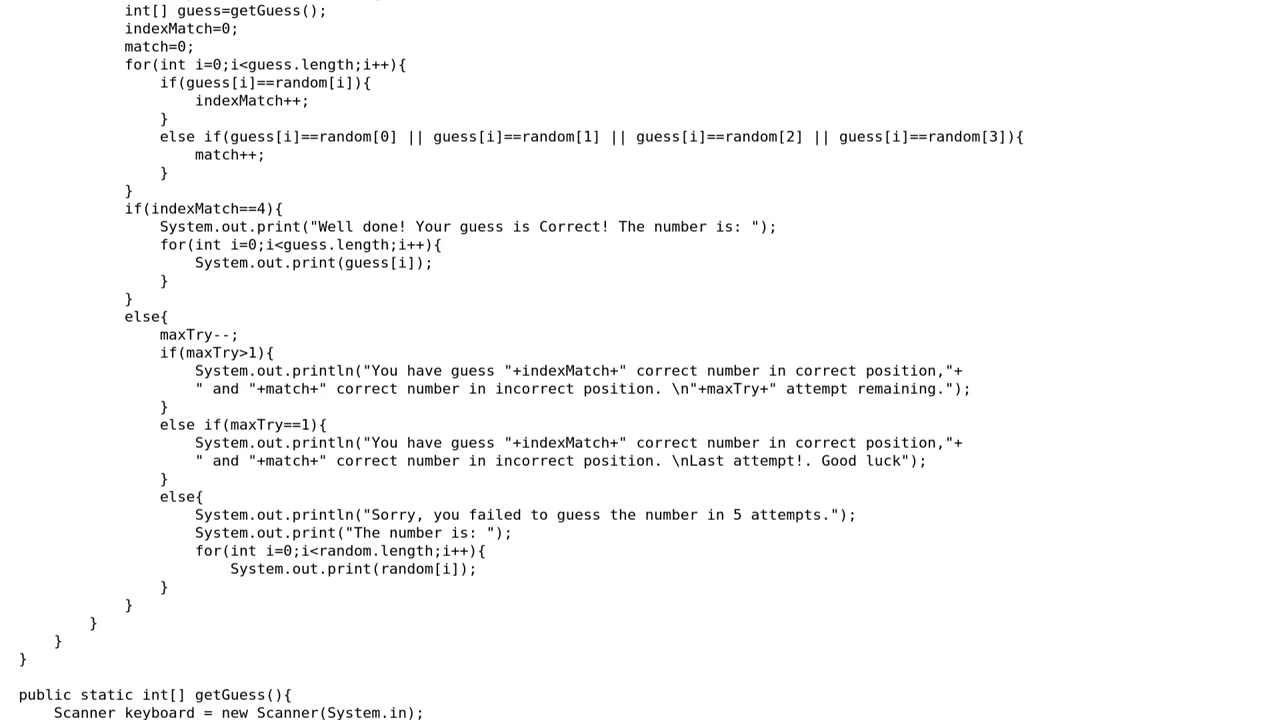 int[] guess=getGuess();
indexMatch=0;
match=0;
for(int i=0;i<guess.length;i++){
if(guess[i]==random[i]){
indexMatch++;
}
else if(guess[i]==random[0] || guess[i]==random[1] || guess[i]==random[2] || guess[i]==random[3]){
match++;
}
}
if(indexMatch==4){
System.out.print("Well done! Your guess is Correct! The number is: ");
for(int i=0;i<guess.length;i++){
System.out.print(guess[i]);
}
}
else{
maxTry--;
if(maxTry>1){
System.out.println("You have guess "+indexMatch+" correct number in correct position,"+
" and "+match+" correct number in incorrect position. \n"+maxTry+" attempt remaining.");
}
else if(maxTry==1){
System.out.println("You have guess "+indexMatch+" correct number in correct position,"+
" and "+match+" correct number in incorrect position. \nLast attempt!. Good luck");
}
else{
System.out.println("Sorry, you failed to guess the number in 5 attempts.");
System.out.print("The number is: ");
for(int i=0;i<random.length;i++){
System.out.print(random[i]);
}
}
}
}
}

public static int[] getGuess(){
Scanner keyboard = new Scanner(System.in);